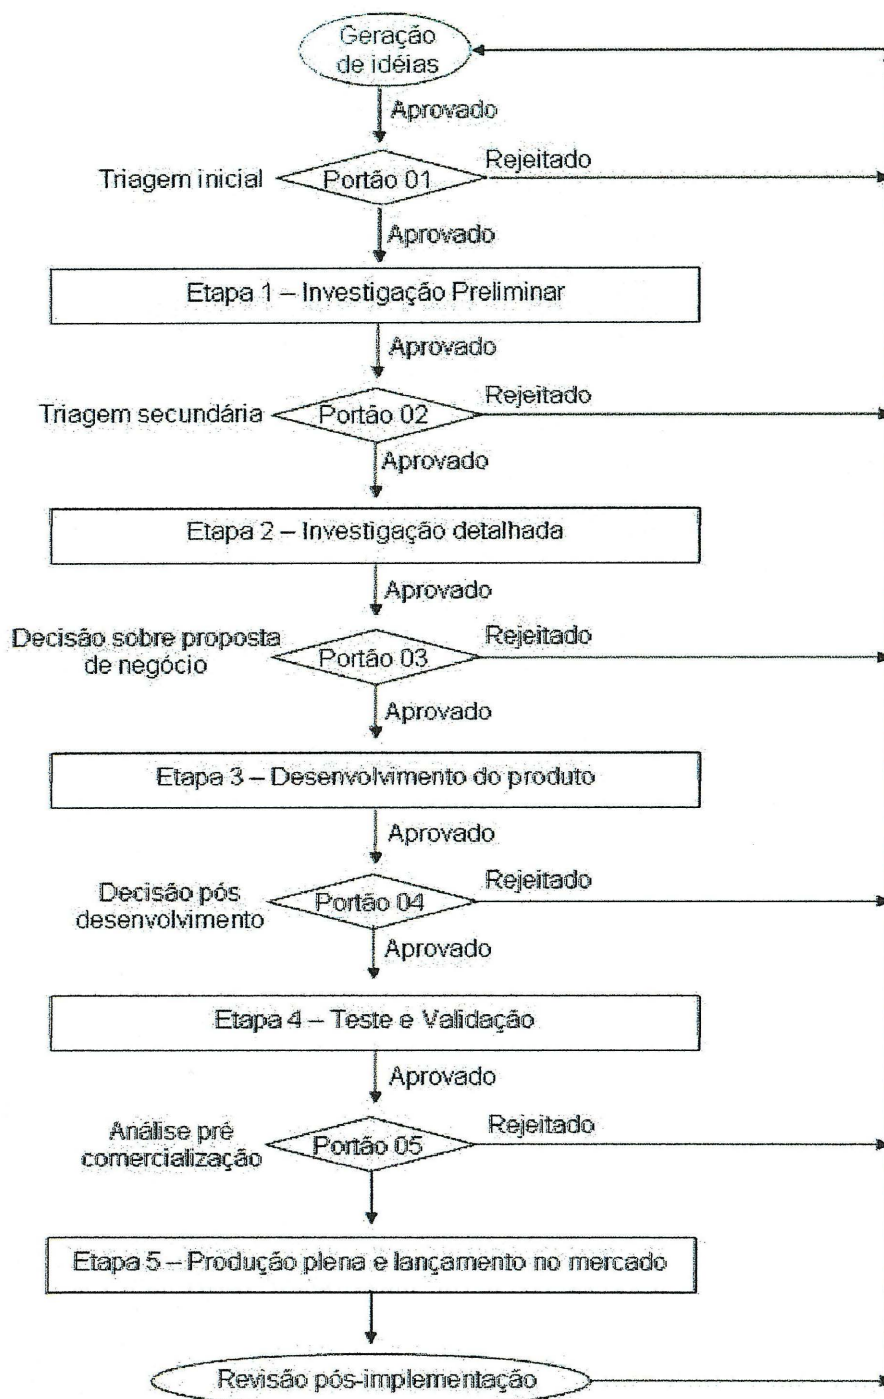 Geração
de idéias
Aprovado
Rejeitado
Triagem inicial
Portão 01
Aprovado
Etapa 1 – Investigação Preliminar
Aprovado
Rejeitado
Triagem secundária
Portão 02
Aprovado
Etapa 2 – Investigação detalhada
Aprovado
Rejeitado
Decisão sobre proposta
de negócio
Portão 03
Aprovado
Etapa 3 – Desenvolvimento do produto
Aprovado
Rejeitado
Decisão pós
desenvolvimento
Portão 04
Aprovado
Etapa 4 – Teste e Validação
Aprovado
Rejeitado
Análise pré
comercialização
Portão 05
Etapa 5 – Produção plena e lançamento no mercado
Revisão pós-implementação